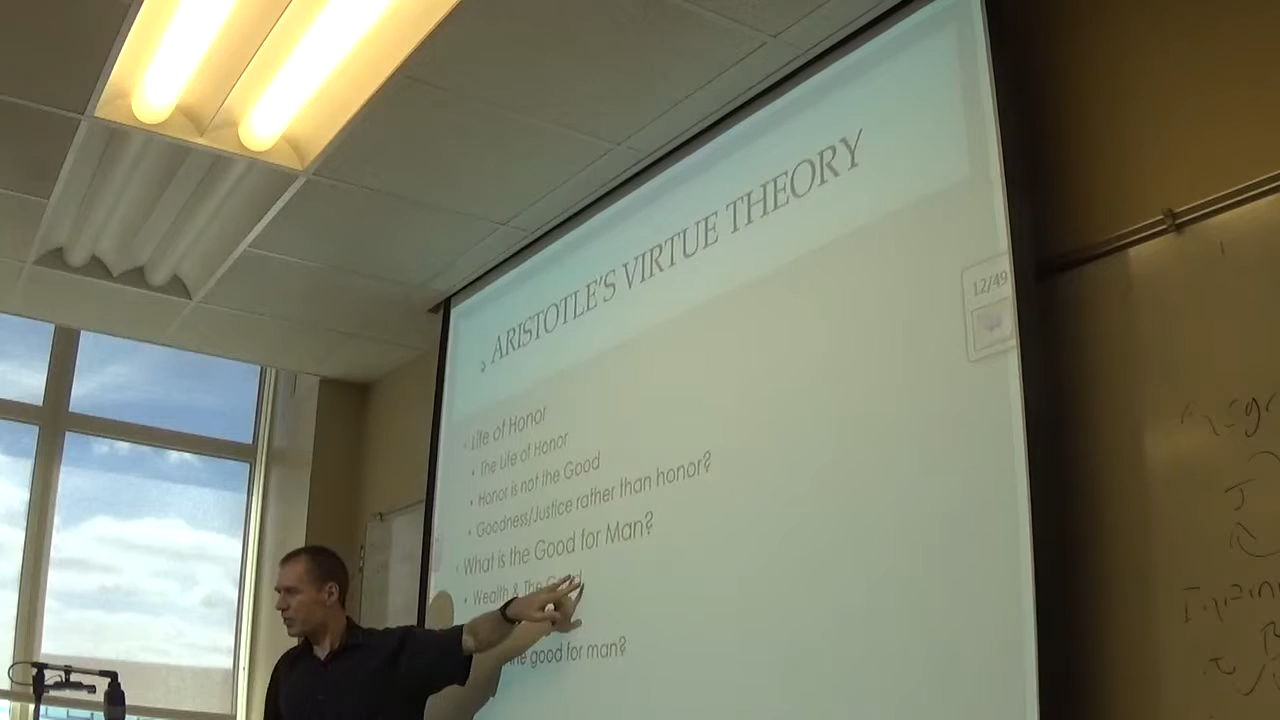 ARISTOTLE'S VIRTUE THEORY
12/49
Life of Honor
The Life of Honor
Honor is not the Good
Goodness/Justice rather than honor?
What is the Good for Man?
Wealth & The Good
the good for man?